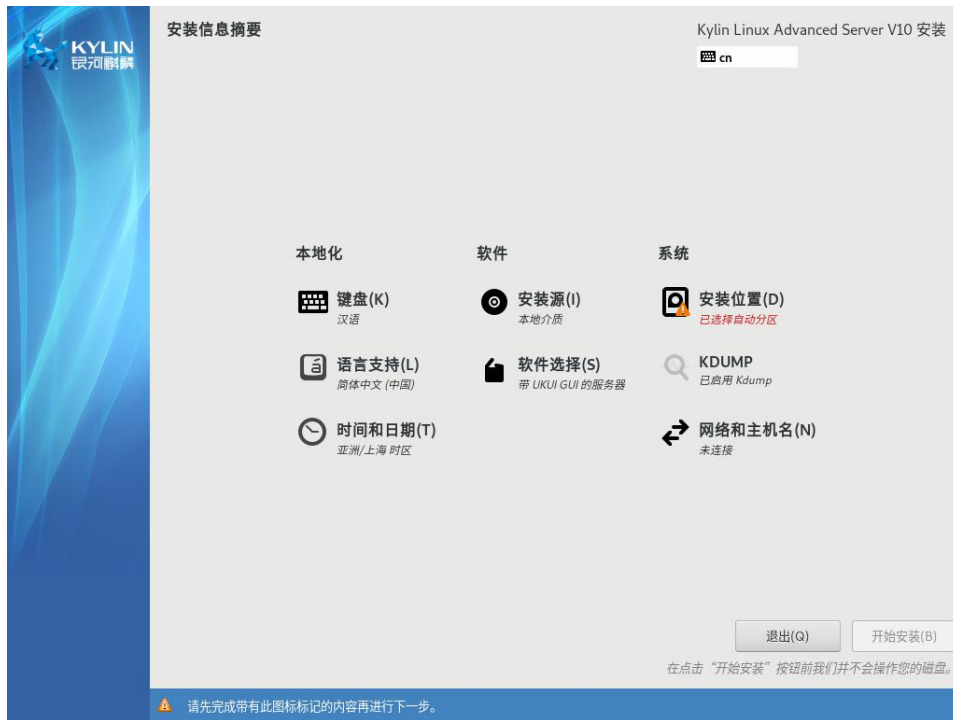 KYLIN
银河麒麟
安装信息摘要
Kylin Linux Advanced Server V10 安装
cn
本地化
键盘(K)
汉语
语言支持(L)
简体中文 (中国)
时间和日期(T)
亚洲/上海 时区
软件
安装源(I)
本地介质
软件选择(S)
带 UKUI GUI 的服务器
系统
安装位置(D)
已选择自动分区
KDUMP
已启用 Kdump
网络和主机名(N)
未连接
退出(Q)
开始安装(B)
在点击“开始安装”按钮前我们并不会操作您的磁盘。
请先完成带有此图标标记的内容再进行下一步。